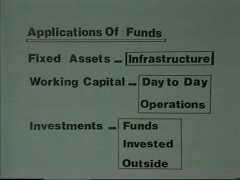 Applications Of Funds
Fixed Assets - Infrastructure
Working Capital - Day to Day
Operations
Investments - Funds
Invested
Outside